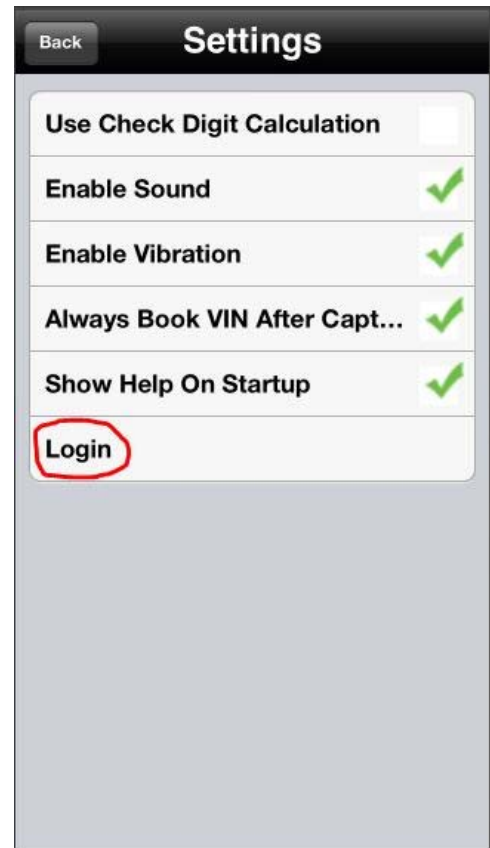 Back
Settings
Use Check Digit Calculation
Enable Sound
Enable Vibration
Always Book VIN After Capt...
Show Help On Startup
Login